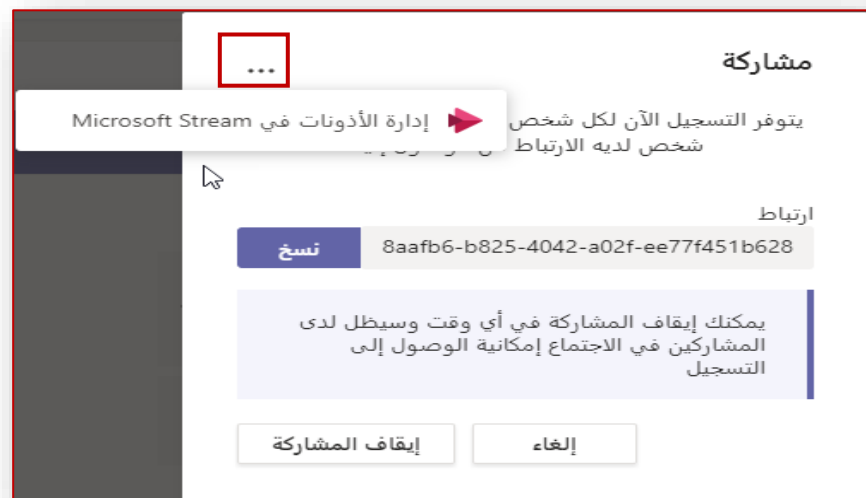 مشاركة
...
إدارة الأذونات في Microsoft Stream
يتوفر التسجيل الآن لكل شخص
شخص لديه الارتباط
ارتباط
8aafb6-b825-4042-a02f-ee77f451b628
نسخ
يمكنك إيقاف المشاركة في أي وقت وسيظل لدى
المشاركين في الاجتماع إمكانية الوصول إلى
التسجيل
إلغاء
إيقاف المشاركة